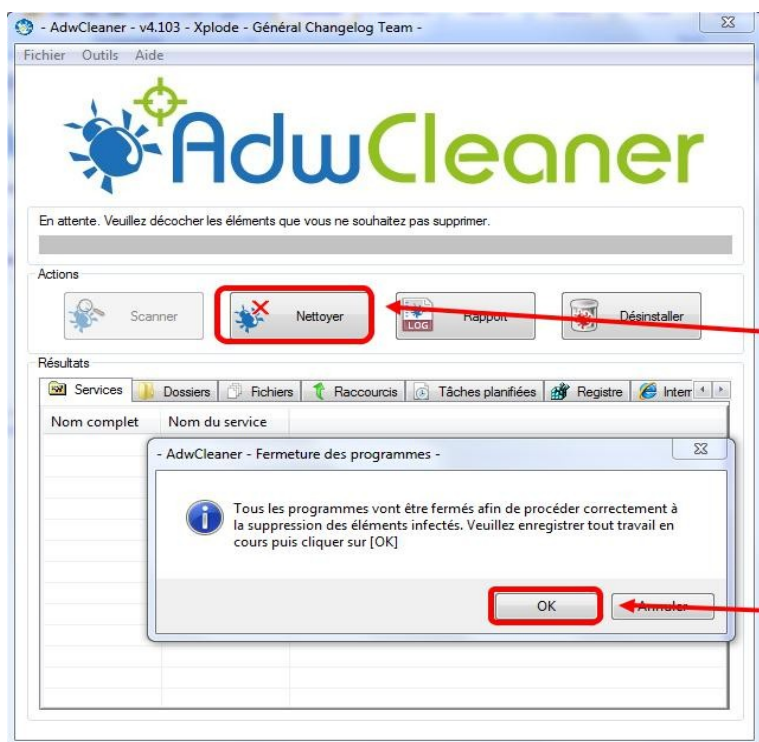 - AdwCleaner - v4.103 - Xplode - Général Changelog Team -
Fichier Outils Aide
AdwCleaner
En attente. Veuillez décocher les éléments que vous ne souhaitez pas supprimer.
Actions
Scanner Nettoyer LOG Rapport Désinstaller
Résultats
Services Dossiers Fichiers Raccourcis Tâches planifiées Registre Interr
Nom complet Nom du service
- AdwCleaner - Fermeture des programmes -
Tous les programmes vont être fermés afin de procéder correctement à
la suppression des éléments infectés. Veuillez enregistrer tout travail en
cours puis cliquer sur [OK]
OK Annuler